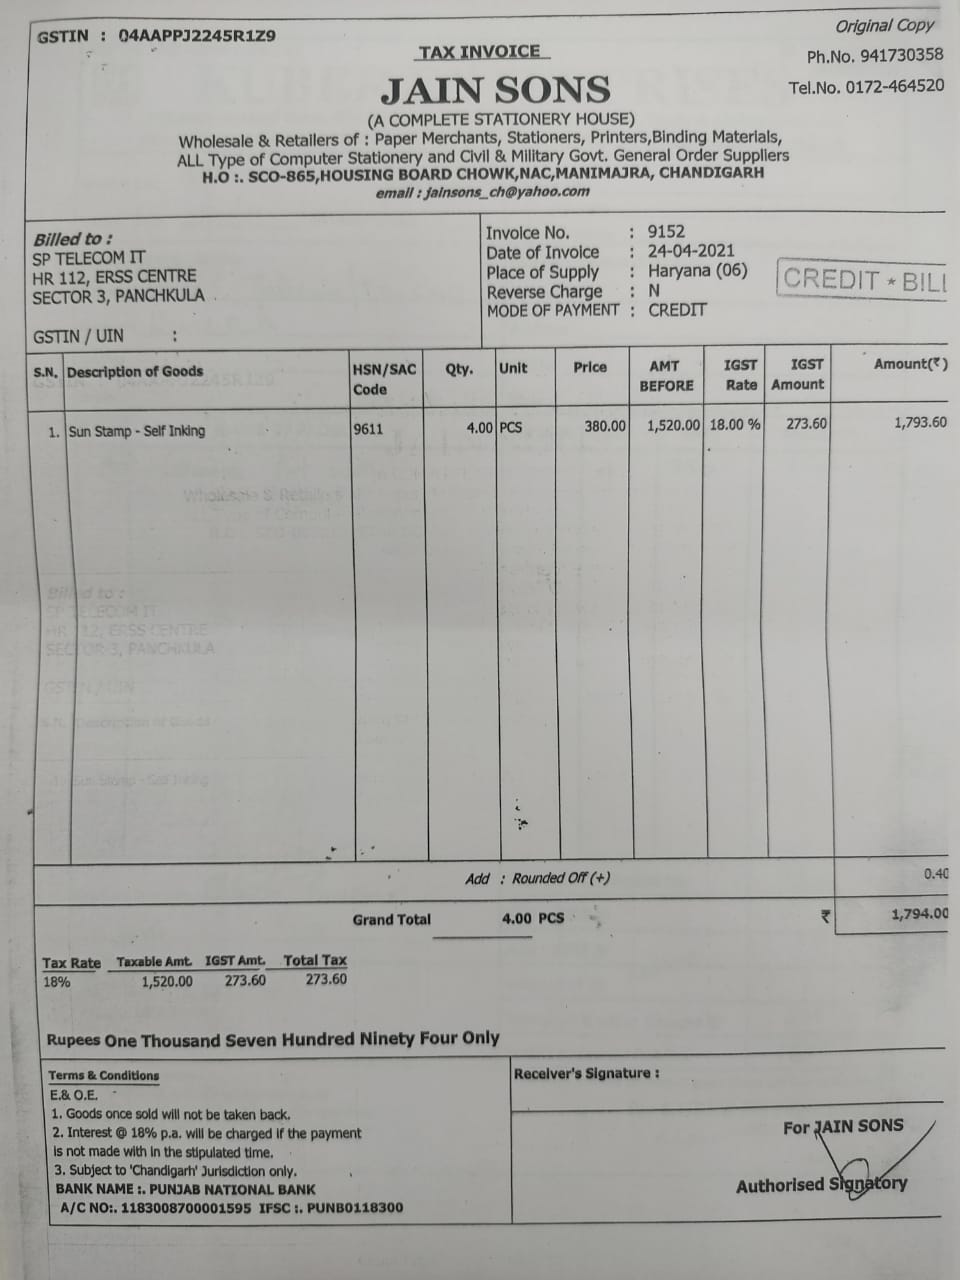 GSTIN : 04AAPPJ2245R1Z9
Original Copy
TAX INVOICE
Ph.No. 941730358
JAIN SONS
Tel.No. 0172-464520
(A COMPLETE STATIONERY HOUSE)
Wholesale & Retailers of : Paper Merchants, Stationers, Printers,Binding Materials,
ALL Type of Computer Stationery and Civil & Military Govt. General Order Suppliers
H.O :. SCO-865,HOUSING BOARD CHOWK,NAC,MANIMAJRA, CHANDIGARH
email : jainsons_ch@yahoo.com
Billed to :
SP TELECOM IT
HR 112, ERSS CENTRE
SECTOR 3, PANCHKULA
GSTIN / UIN :
Invoice No. : 9152
Date of Invoice : 24-04-2021
Place of Supply : Haryana (06)
Reverse Charge : N
MODE OF PAYMENT : CREDIT
CREDIT ★ BILL
S.N. Description of Goods HSN/SAC Code Qty. Unit Price AMT BEFORE IGST Rate IGST Amount Amount(₹)
1. Sun Stamp - Self Inking 9611 4.00 PCS 380.00 1,520.00 18.00 % 273.60 1,793.60
Add : Rounded Off (+) 0.40
Grand Total 4.00 PCS ₹ 1,794.00
Tax Rate Taxable Amt. IGST Amt. Total Tax
18% 1,520.00 273.60 273.60
Rupees One Thousand Seven Hundred Ninety Four Only
Terms & Conditions
E.& O.E.
1. Goods once sold will not be taken back.
2. Interest @ 18% p.a. will be charged if the payment
is not made with in the stipulated time.
3. Subject to 'Chandigarh' Jurisdiction only.
BANK NAME :. PUNJAB NATIONAL BANK
A/C NO:. 1183008700001595 IFSC :. PUNB0118300
Receiver's Signature :
For JAIN SONS
Authorised Signatory